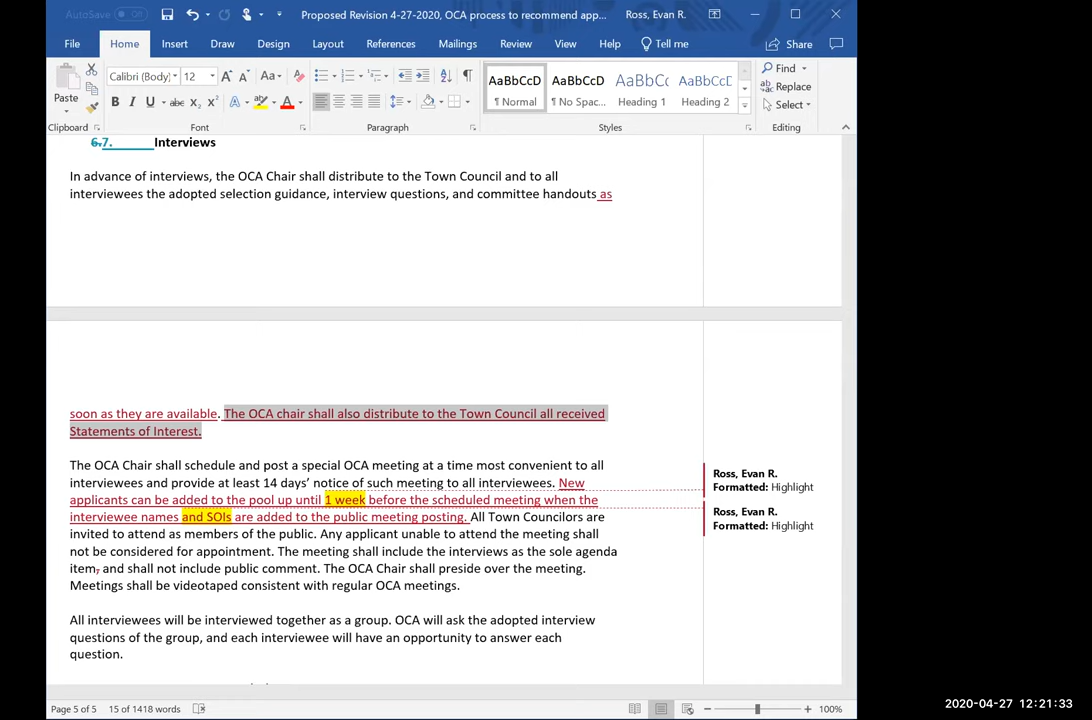 AutoSave Off Proposed Revision 4-27-2020, OCA process to recommend app... Ross, Evan R.
File Home Insert Draw Design Layout References Mailings Review View Help Tell me Share
Paste
Calibri (Body) 12 A A Aa A
B I U abc X2 X2 A A
AaBbCcD AaBbCcD AaBbCc AaBbCcD
¶ Normal ¶ No Spac... Heading 1 Heading 2
Find
Replace
Select
Clipboard Font Paragraph Styles Editing
6.7. Interviews
In advance of interviews, the OCA Chair shall distribute to the Town Council and to all
interviewees the adopted selection guidance, interview questions, and committee handouts as
soon as they are available. The OCA chair shall also distribute to the Town Council all received
Statements of Interest.
The OCA Chair shall schedule and post a special OCA meeting at a time most convenient to all
interviewees and provide at least 14 days' notice of such meeting to all interviewees. New
applicants can be added to the pool up until 1 week before the scheduled meeting when the
interviewee names and SOIs are added to the public meeting posting. All Town Councilors are
invited to attend as members of the public. Any applicant unable to attend the meeting shall
not be considered for appointment. The meeting shall include the interviews as the sole agenda
item, and shall not include public comment. The OCA Chair shall preside over the meeting.
Meetings shall be videotaped consistent with regular OCA meetings.
All interviewees will be interviewed together as a group. OCA will ask the adopted interview
questions of the group, and each interviewee will have an opportunity to answer each
question.
Ross, Evan R.
Formatted: Highlight
Ross, Evan R.
Formatted: Highlight
Page 5 of 5 15 of 1418 words 100%
2020-04-27 12:21:33